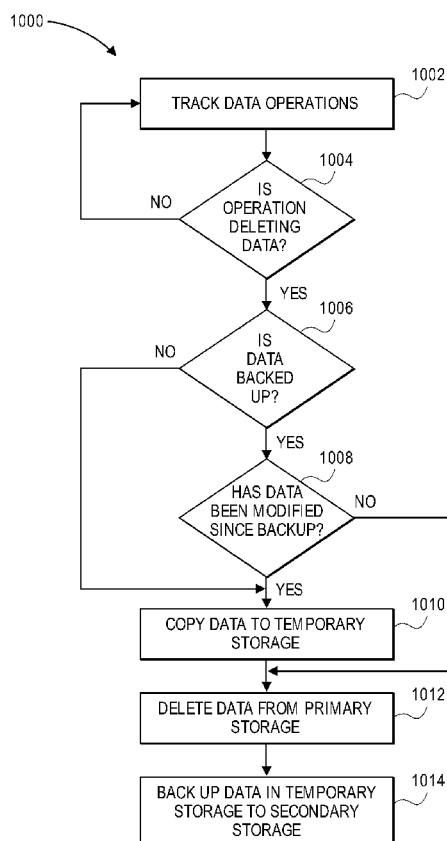 1000
1002
TRACK DATA OPERATIONS
1004
NO
IS
OPERATION
DELETING
DATA?
YES
1006
NO
IS
DATA
BACKED
UP?
YES
1008
HAS DATA
BEEN MODIFIED
SINCE BACKUP?
NO
YES
1010
COPY DATA TO TEMPORARY
STORAGE
1012
DELETE DATA FROM PRIMARY
STORAGE
1014
BACK UP DATA IN TEMPORARY
STORAGE TO SECONDARY
STORAGE